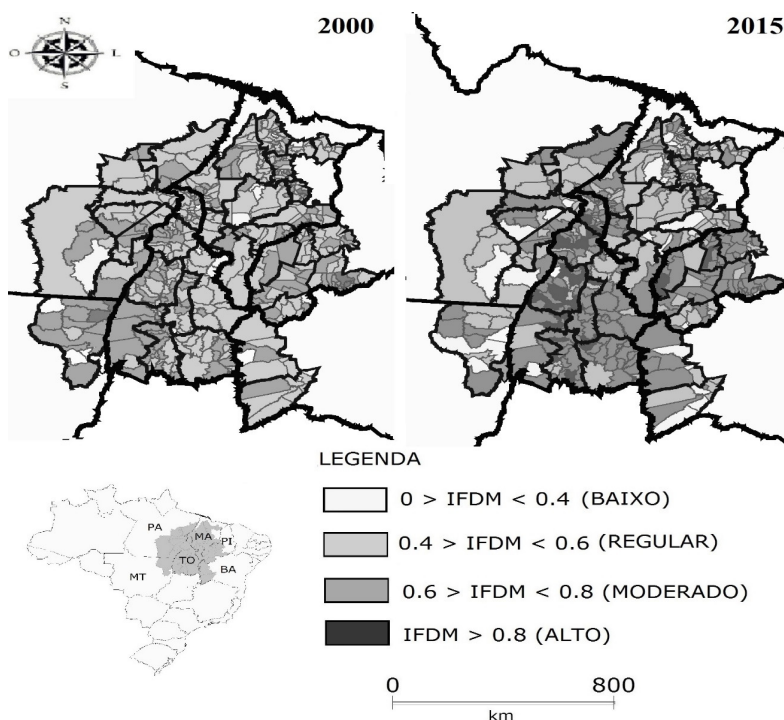 2000
2015
N
O
L
S
LEGENDA
0 > IFDM < 0.4 (BAIXO)
0.4 > IFDM < 0.6 (REGULAR)
0.6 > IFDM < 0.8 (MODERADO)
IFDM > 0.8 (ALTO)
PA
MA
PI
TO
BA
MT
0
800
km